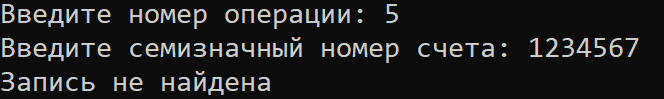 Введите номер операции: 5
Введите семизначный номер счета: 1234567
Запись не найдена